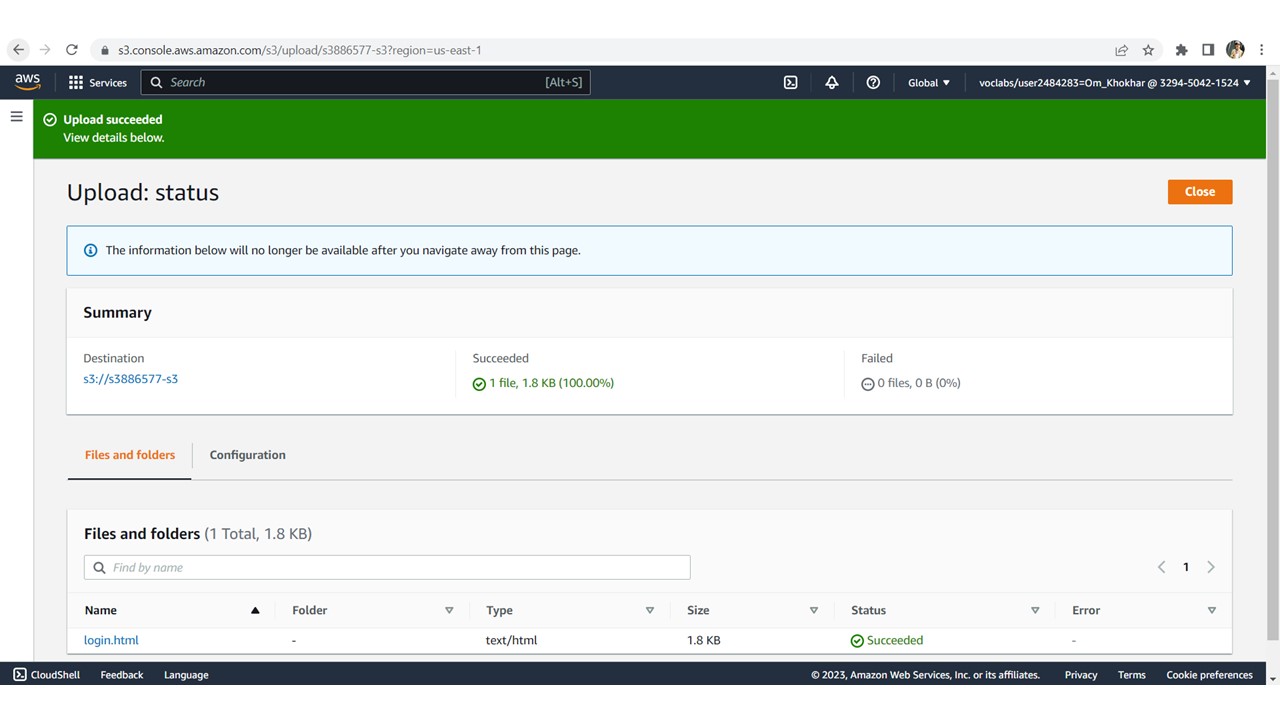 s3.console.aws.amazon.com/s3/upload/s3886577-s3?region=us-east-1
aws Services Search [Alt+S] Global voclabs/user2484283=Om_Khokhar @ 3294-5042-1524
Upload succeeded
View details below.
Upload: status Close
The information below will no longer be available after you navigate away from this page.
Summary
Destination Succeeded Failed
s3://s3886577-s3 1 file, 1.8 KB (100.00%) 0 files, 0 B (0%)
Files and folders Configuration
Files and folders (1 Total, 1.8 KB)
Find by name 1
Name Folder Type Size Status Error
login.html - text/html 1.8 KB Succeeded -
CloudShell Feedback Language © 2023, Amazon Web Services, Inc. or its affiliates. Privacy Terms Cookie preferences